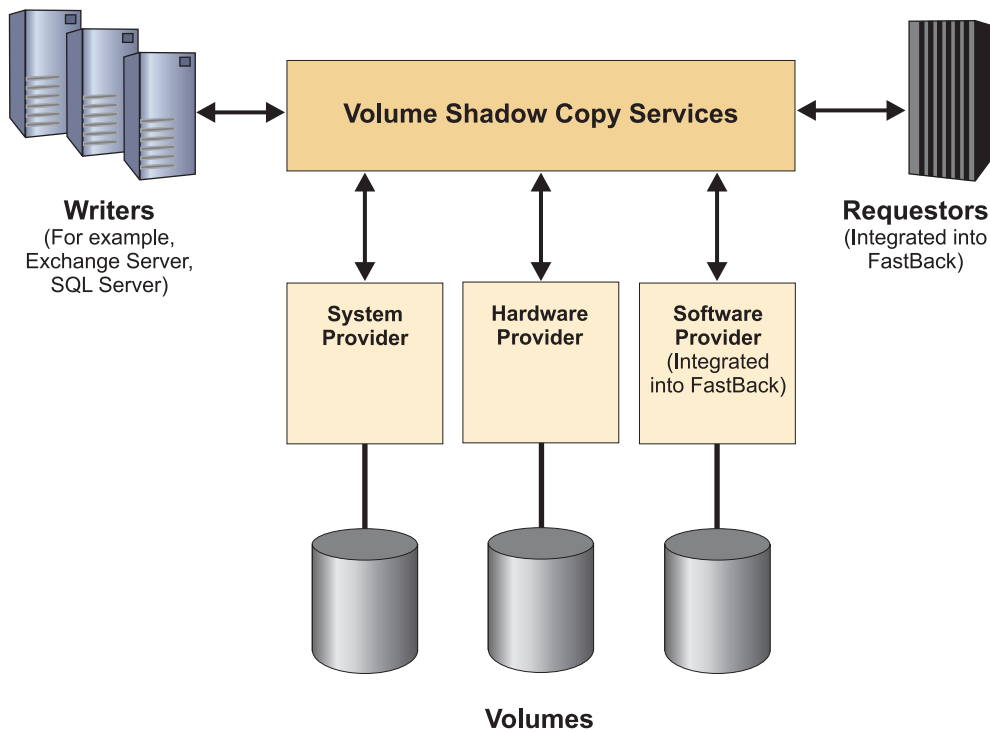 Volume Shadow Copy Services
Writers
(For example,
Exchange Server,
SQL Server)
Requestors
(Integrated into
FastBack)
System
Provider
Hardware
Provider
Software
Provider
(Integrated
into FastBack)
Volumes